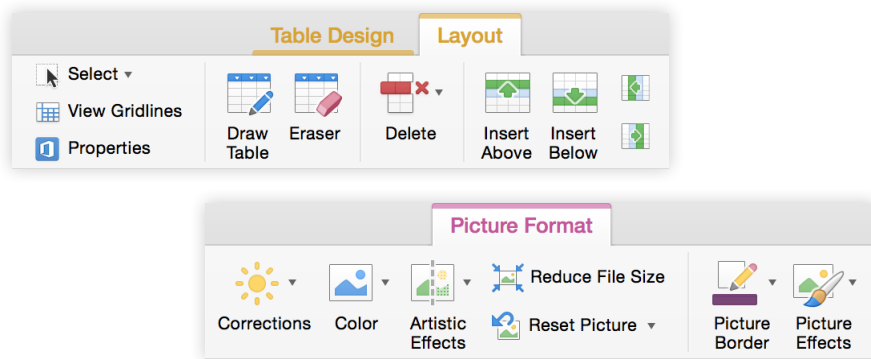 Table Design Layout
Select
View Gridlines
Properties
Draw
Table
Eraser
Delete
Insert
Above
Insert
Below
Picture Format
Corrections
Color
Artistic
Effects
Reduce File Size
Reset Picture
Picture
Border
Picture
Effects